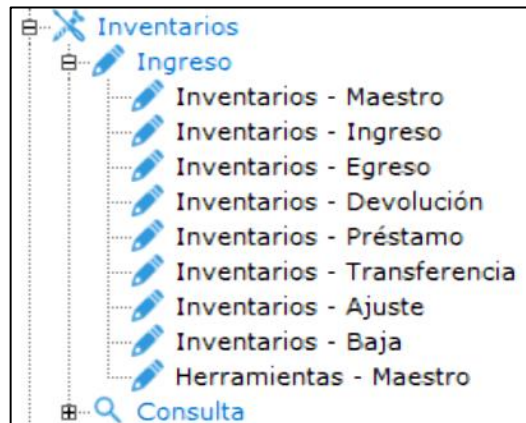 Inventarios
Ingreso
Inventarios - Maestro
Inventarios - Ingreso
Inventarios - Egreso
Inventarios - Devolución
Inventarios - Préstamo
Inventarios - Transferencia
Inventarios - Ajuste
Inventarios - Baja
Herramientas - Maestro
Consulta